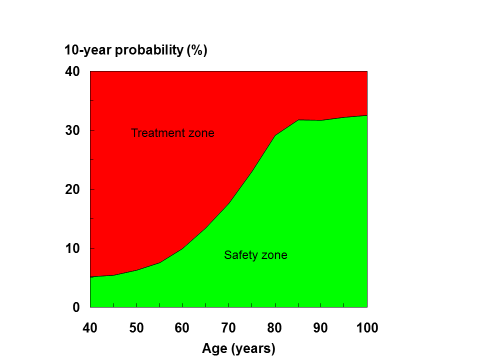 10-year probability (%)
40
30
20
10
0
Treatment zone
Safety zone
40 50 60 70 80 90 100
Age (years)